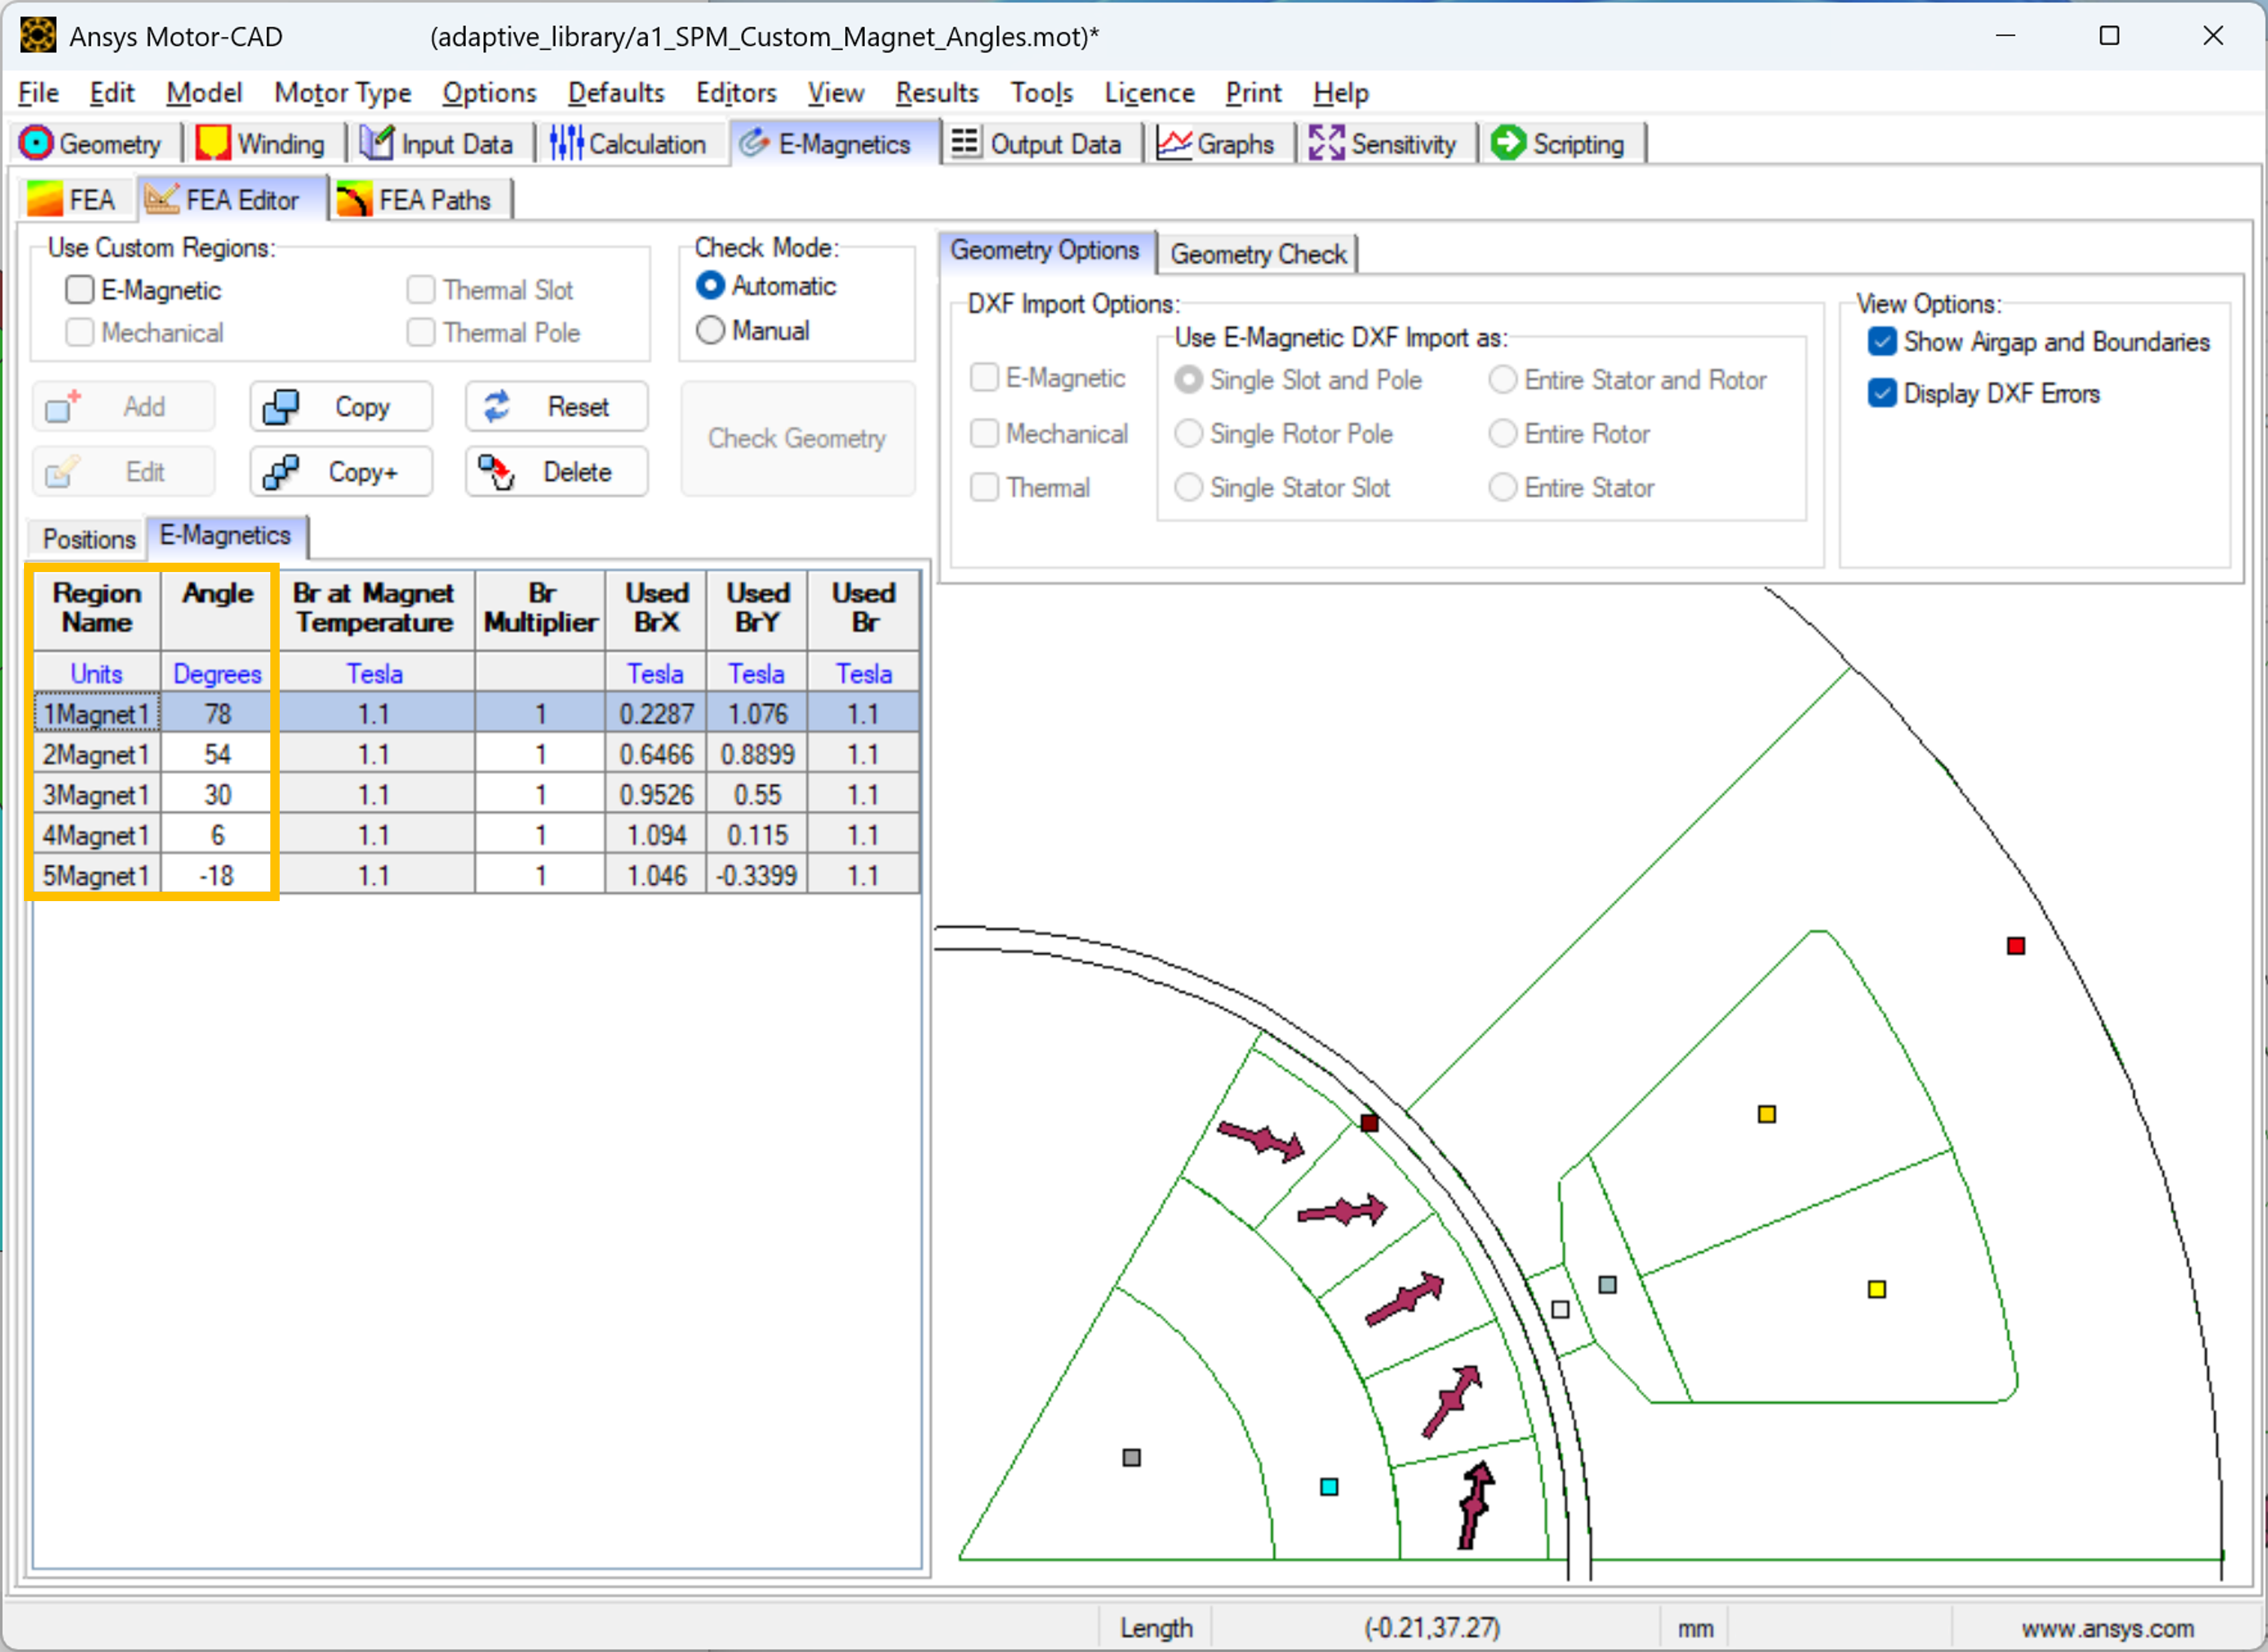 Ansys Motor-CAD (adaptive_library/a1_SPM_Custom_Magnet_Angles.mot)*
File Edit Model Motor Type Options Defaults Editors View Results Tools Licence Print Help
Geometry Winding Input Data Calculation E-Magnetics Output Data Graphs Sensitivity Scripting
FEA FEA Editor FEA Paths
Use Custom Regions:
E-Magnetic Thermal Slot
Mechanical Thermal Pole
Check Mode:
Automatic
Manual
Add Copy Reset
Edit Copy+ Delete
Check Geometry
Geometry Options Geometry Check
DXF Import Options:
E-Magnetic
Mechanical
Thermal
Use E-Magnetic DXF Import as:
Single Slot and Pole Entire Stator and Rotor
Single Rotor Pole Entire Rotor
Single Stator Slot Entire Stator
View Options:
Show Airgap and Boundaries
Display DXF Errors
Positions E-Magnetics
Region Name Angle Br at Magnet Temperature Br Multiplier Used BrX Used BrY Used Br
Units Degrees Tesla Tesla Tesla Tesla
1Magnet1 78 1.1 1 0.2287 1.076 1.1
2Magnet1 54 1.1 1 0.6466 0.8899 1.1
3Magnet1 30 1.1 1 0.9526 0.55 1.1
4Magnet1 6 1.1 1 1.094 0.115 1.1
5Magnet1 -18 1.1 1 1.046 -0.3399 1.1
Length (-0.21,37.27) mm www.ansys.com